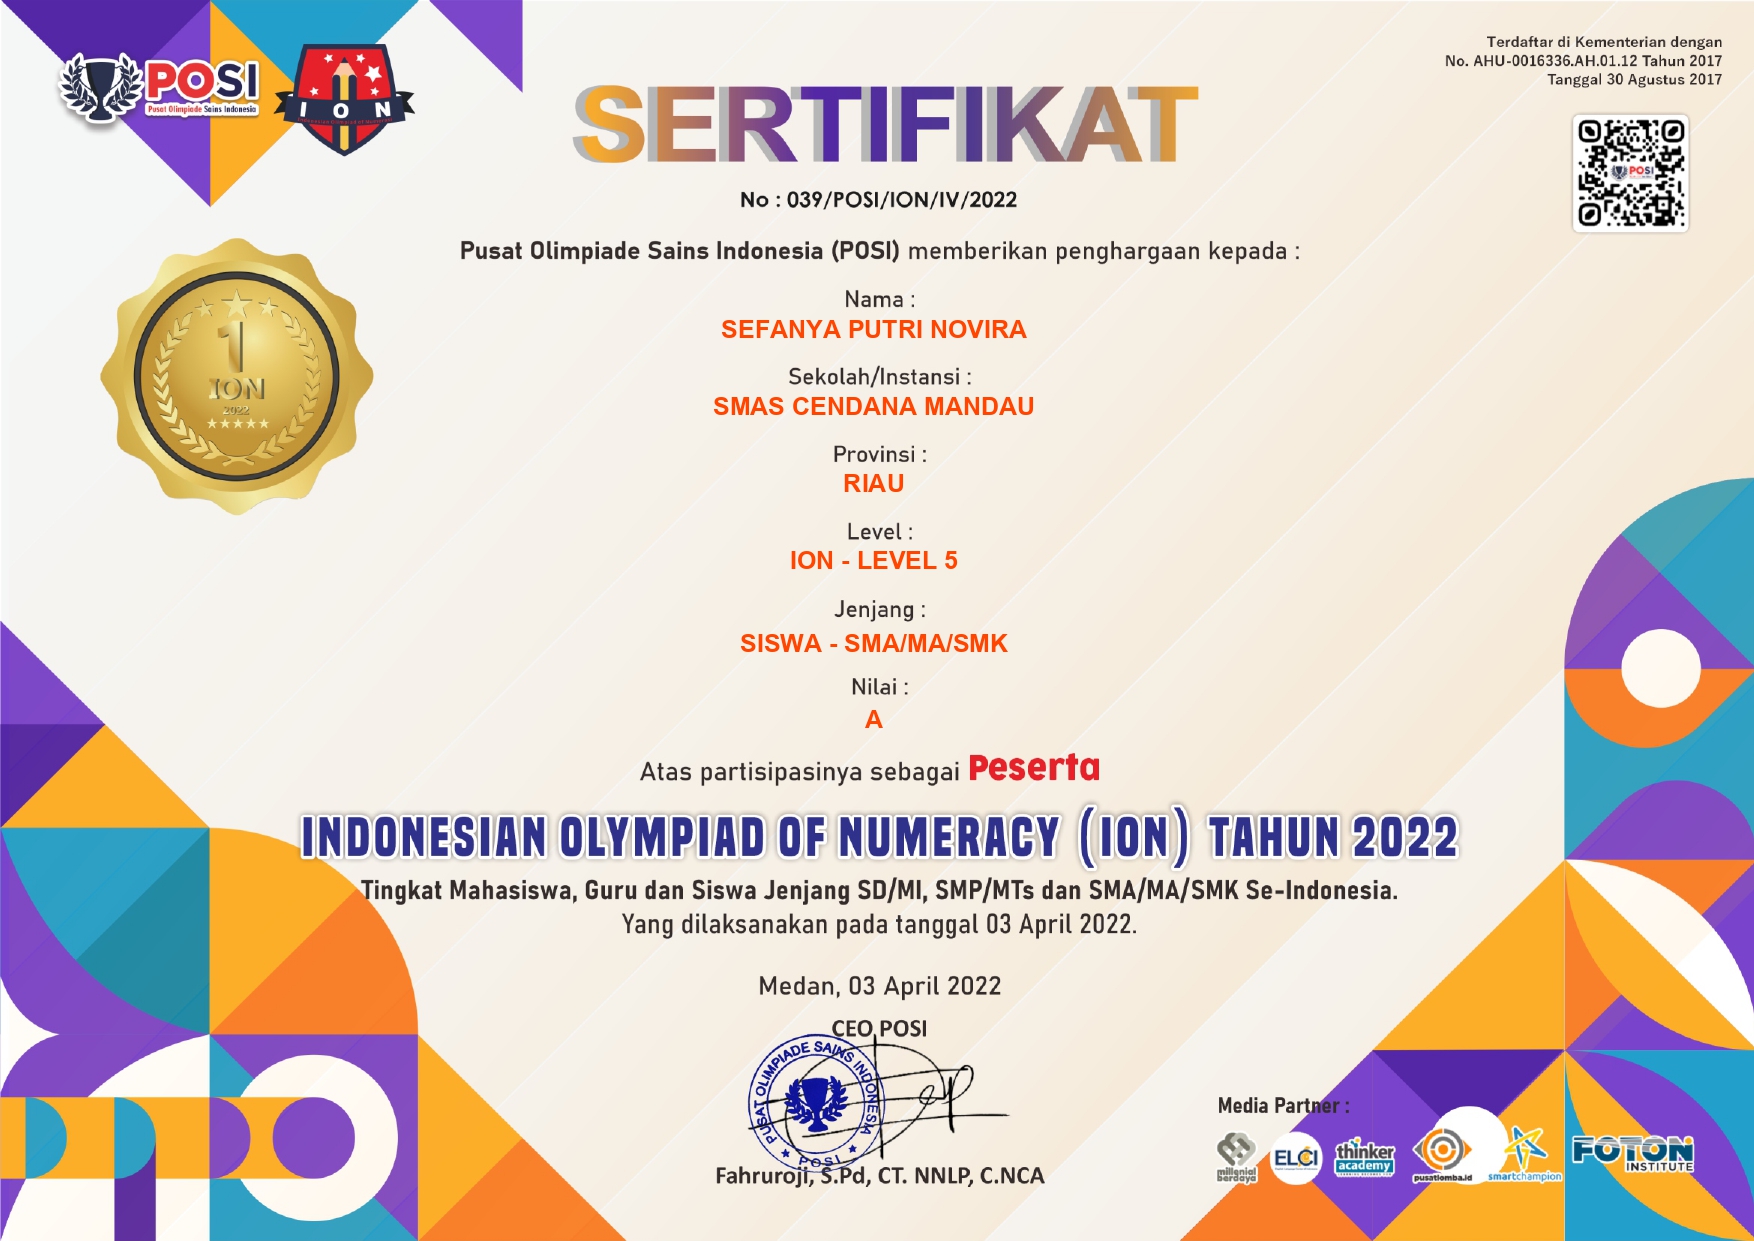 POSI
Pusat Olimpiade Sains Indonesia
ION
Terdaftar di Kementerian dengan
No. AHU-0016336.AH.01.12 Tahun 2017
Tanggal 30 Agustus 2017
SERTIFIKAT
POSI
No : 039/POSI/ION/IV/2022
Pusat Olimpiade Sains Indonesia (POSI) memberikan penghargaan kepada :
Nama :
SEFANYA PUTRI NOVIRA
1
ION
2022
Sekolah/Instansi :
SMAS CENDANA MANDAU
Provinsi :
RIAU
Level :
ION - LEVEL 5
Jenjang :
SISWA - SMA/MA/SMK
Nilai :
A
Atas partisipasinya sebagai Peserta
INDONESIAN OLYMPIAD OF NUMERACY (ION) TAHUN 2022
Tingkat Mahasiswa, Guru dan Siswa Jenjang SD/MI, SMP/MTs dan SMA/MA/SMK Se-Indonesia.
Yang dilaksanakan pada tanggal 03 April 2022.
Medan, 03 April 2022
CEO POSI
PUSAT OLIMPIADE SAINS INDONESIA
POSI
Fahruroji, S.Pd, CT. NNLP, C.NCA
Media Partner :
millenial berdaya
ELCI
thinker academy
pusatlomba.id
smartchampion
FOTON INSTITUTE